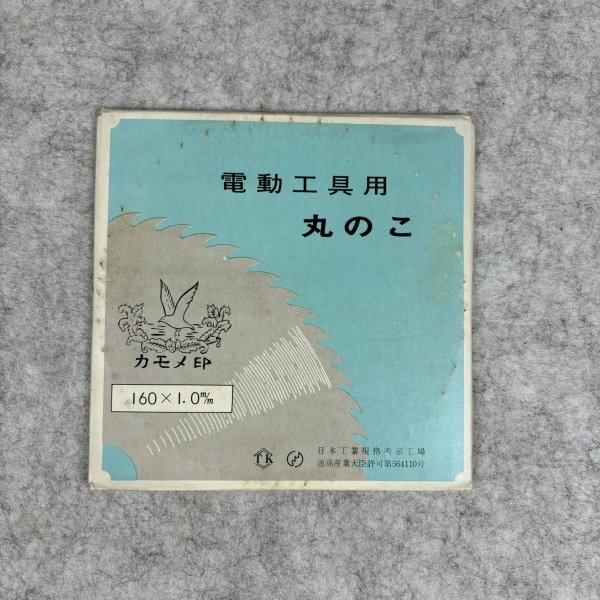 電動工具用
丸のこ
カモメ印
160×1.0m/m
TK
日本工業規格表示工場
通商産業大臣許可第564110号